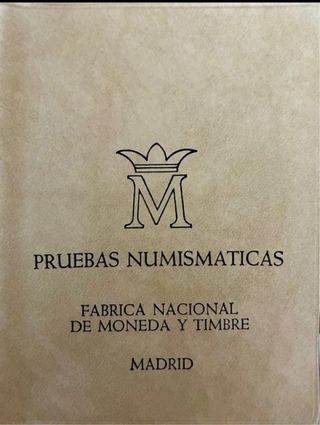 M
PRUEBAS NUMISMATICAS
FABRICA NACIONAL
DE MONEDA Y TIMBRE
MADRID